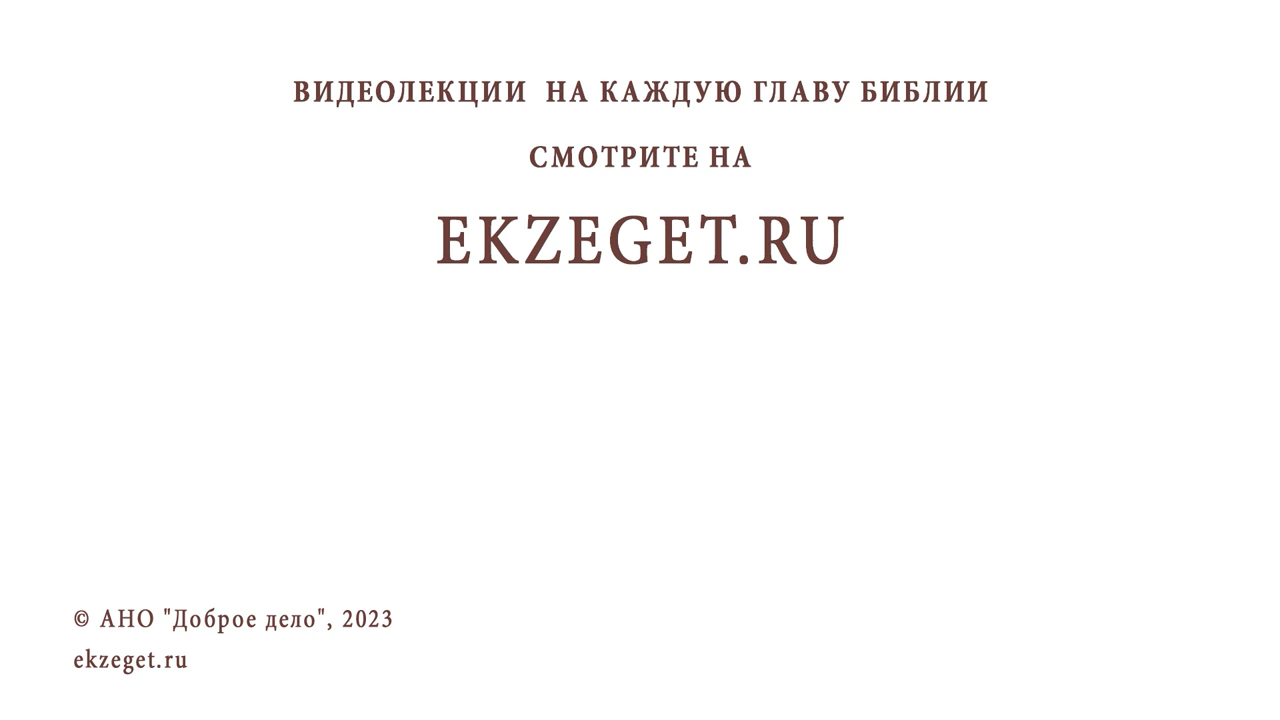 ВИДЕОЛЕКЦИИ НА КАЖДУЮ ГЛАВУ БИБЛИИ
СМОТРИТЕ НА
EKZEGET.RU
© АНО "Доброе дело", 2023
ekzeget.ru